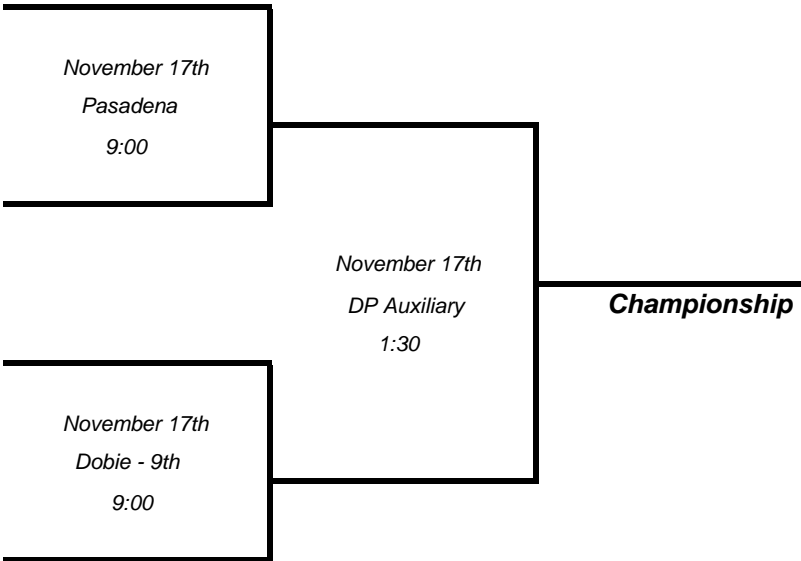 November 17th
Pasadena
9:00
November 17th
DP Auxiliary
1:30
Championship
November 17th
Dobie - 9th
9:00